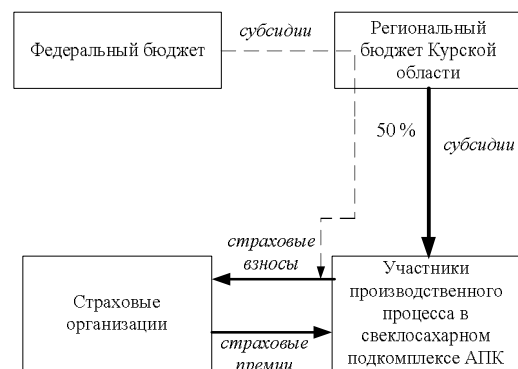 Федеральный бюджет
субсидии
Региональный
бюджет Курской
области
50 %
субсидии
страховые
взносы
Страховые
организации
Участники
производственного
процесса в
свеклосахарном
подкомплексе АПК
страховые
премии